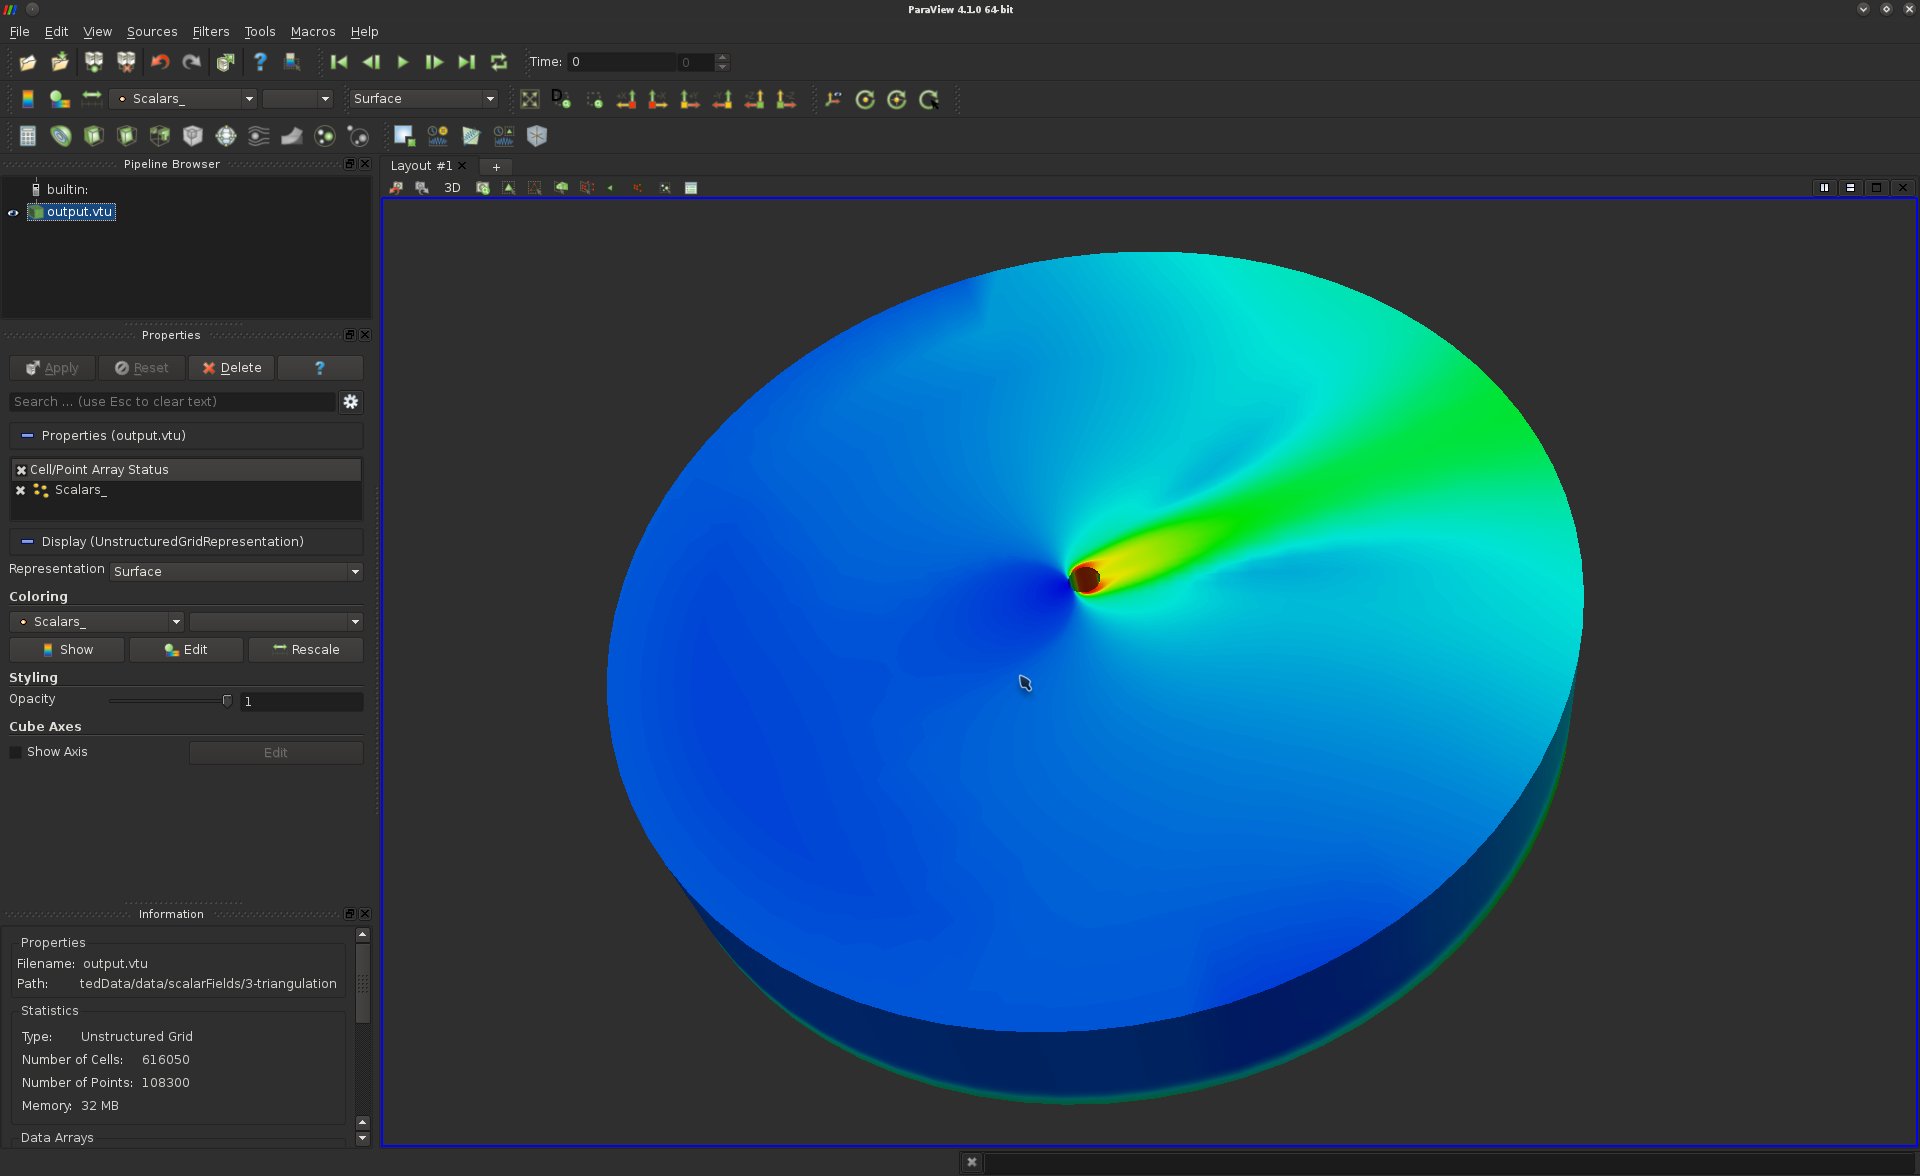 ParaView 4.1.0 64-bit
File Edit View Sources Filters Tools Macros Help
Time: 0 0
Scalars_ Surface
Pipeline Browser
Layout #1
3D
builtin:
output.vtu
Properties
Apply Reset Delete ?
Search ... (use Esc to clear text)
Properties (output.vtu)
Cell/Point Array Status
Scalars_
Display (UnstructuredGridRepresentation)
Representation Surface
Coloring
Scalars_
Show Edit Rescale
Styling
Opacity 1
Cube Axes
Show Axis Edit
Information
Properties
Filename: output.vtu
Path: tedData/data/scalarFields/3-triangulation
Statistics
Type: Unstructured Grid
Number of Cells: 616050
Number of Points: 108300
Memory: 32 MB
Data Arrays